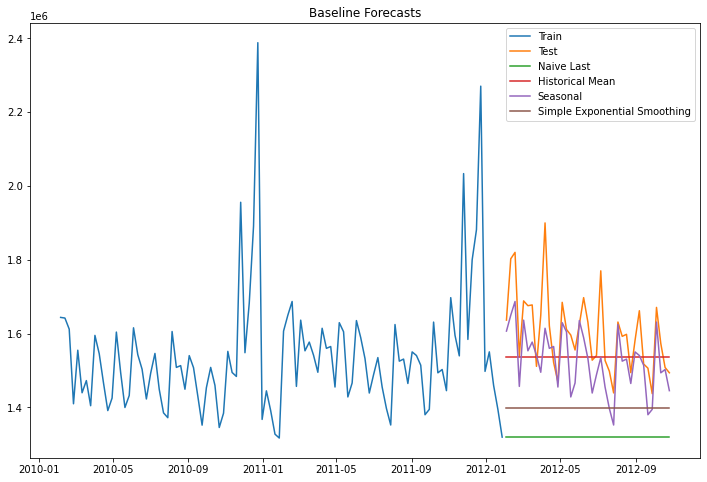 Baseline Forecasts
1e6
2.4
2.2
2.0
1.8
1.6
1.4
Train
Test
Naive Last
Historical Mean
Seasonal
Simple Exponential Smoothing
2010-01 2010-05 2010-09 2011-01 2011-05 2011-09 2012-01 2012-05 2012-09